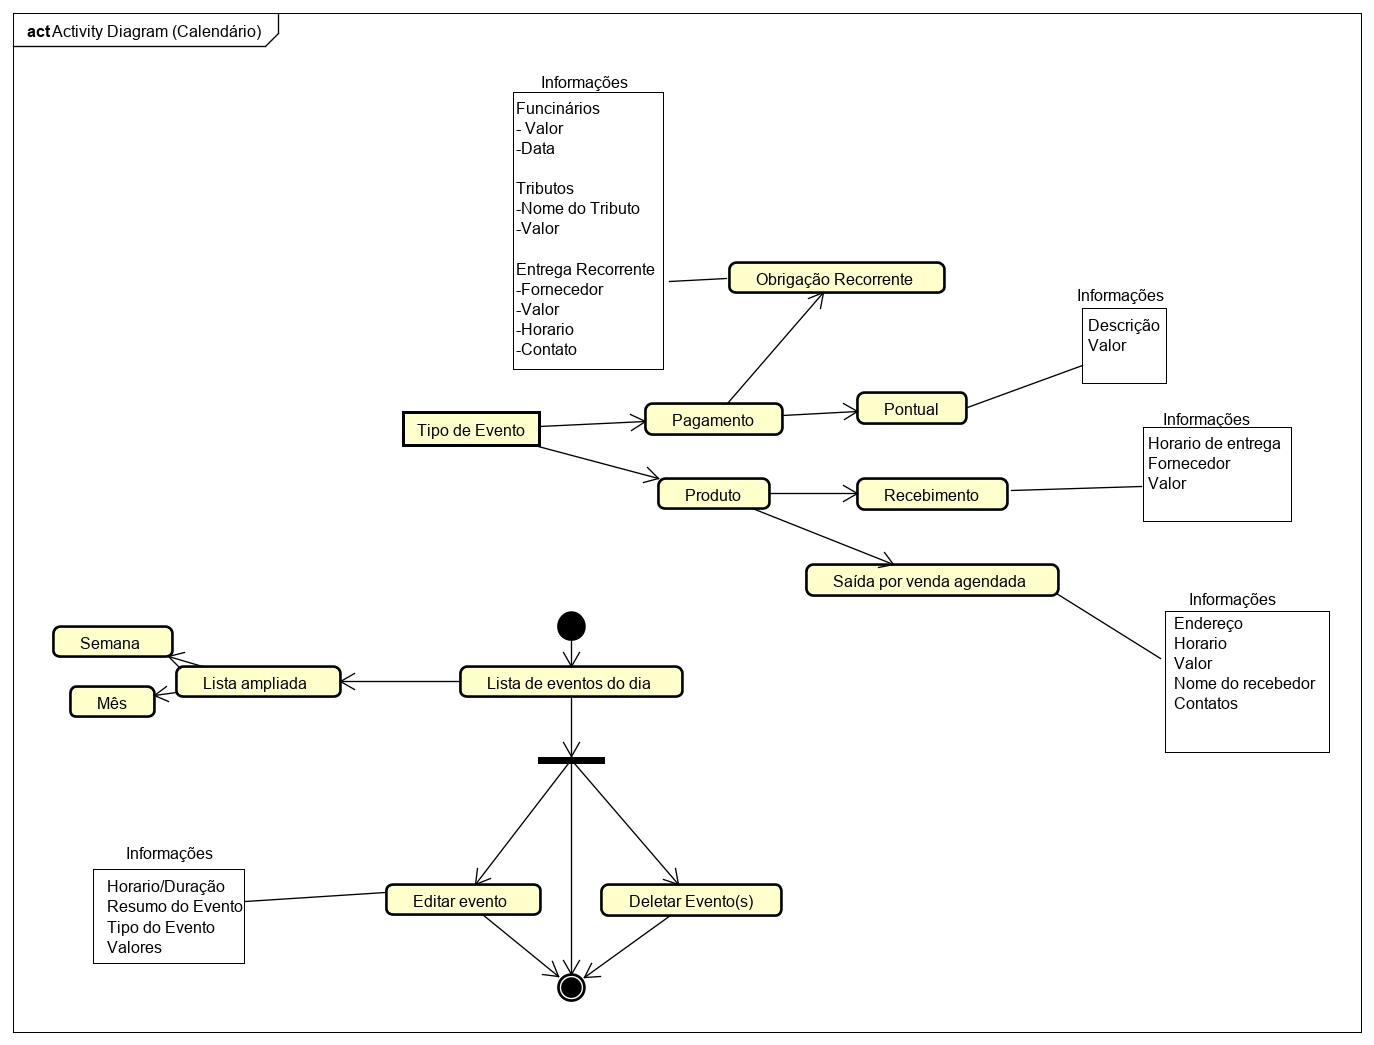 act Activity Diagram (Calendário)
Informações
Funcinários
- Valor
-Data
Tributos
-Nome do Tributo
-Valor
Entrega Recorrente
-Fornecedor
-Valor
-Horario
-Contato
Obrigação Recorrente
Informações
Descrição
Valor
Tipo de Evento
Pagamento
Pontual
Informações
Horario de entrega
Fornecedor
Valor
Produto
Recebimento
Saída por venda agendada
Informações
Endereço
Horario
Valor
Nome do recebedor
Contatos
Semana
Lista ampliada
Mês
Lista de eventos do dia
Informações
Horario/Duração
Resumo do Evento
Tipo do Evento
Valores
Editar evento
Deletar Evento(s)